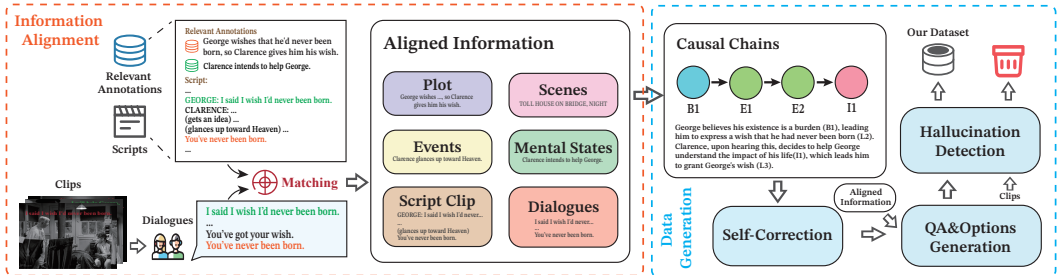 Information
Alignment
Relevant
Annotations
Scripts
Relevant Annotations
George wishes that he'd never been
born, so Clarence gives him his wish.
Clarence intends to help George.
Script:
...
GEORGE: I said I wish I'd never been born.
CLARENCE: ...
(gets an idea) ...
(glances up toward Heaven) ...
You've never been born.
...
Matching
Clips
I said I wish I'd never been born.
Dialogues
I said I wish I'd never been born.
...
You've got your wish.
You've never been born.
Aligned Information
Plot
George wishes ..., so Clarence
gives him his wish.
Scenes
TOLL HOUSE ON BRIDGE, NIGHT
Events
Clarence glances up toward Heaven.
Mental States
Clarence intends to help George.
Script Clip
GEORGE: I said I wish I'd never...
...
(glances up toward Heaven)
You've never been born.
Dialogues
I said I wish I'd never...
...
You've never been born.
Causal Chains
B1
E1
E2
I1
George believes his existence is a burden (B1), leading
him to express a wish that he had never been born (L2).
Clarence, upon hearing this, decides to help George
understand the impact of his life(I1), which leads him
to grant George's wish (L3).
Data
Generation
Self-Correction
Aligned
Information
QA&Options
Generation
Clips
Hallucination
Detection
Our Dataset